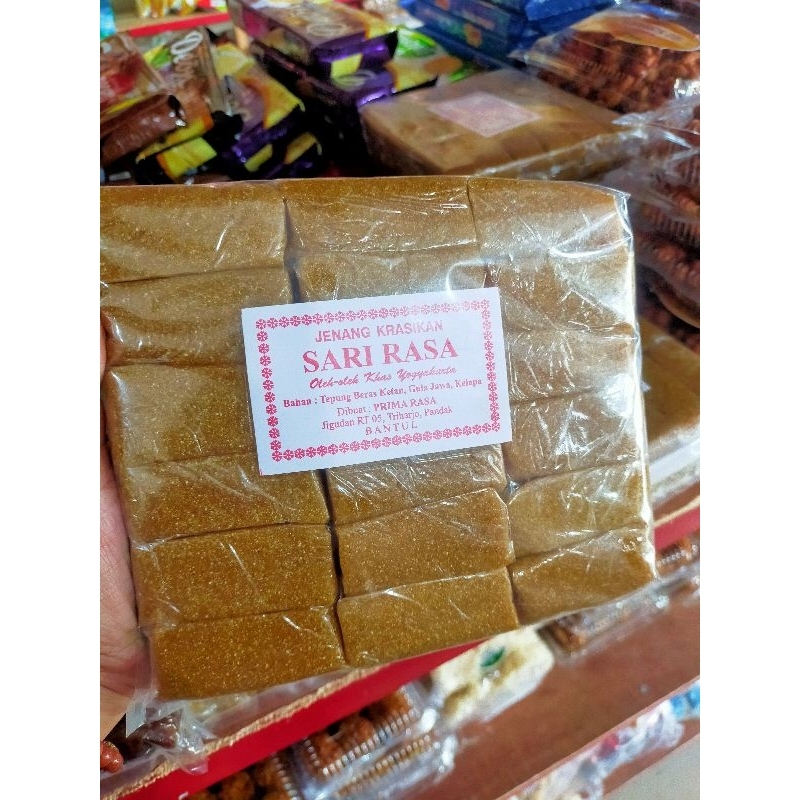 JENANG KRASIKAN
SARI RASA
Oleh-oleh Khas Yogyakarta
Bahan : Tepung Beras Ketan, Gula Jawa, Kelapa
Dibuat : PRIMA RASA
Jigudan RT 05, Triharjo, Pandak
BANTUL